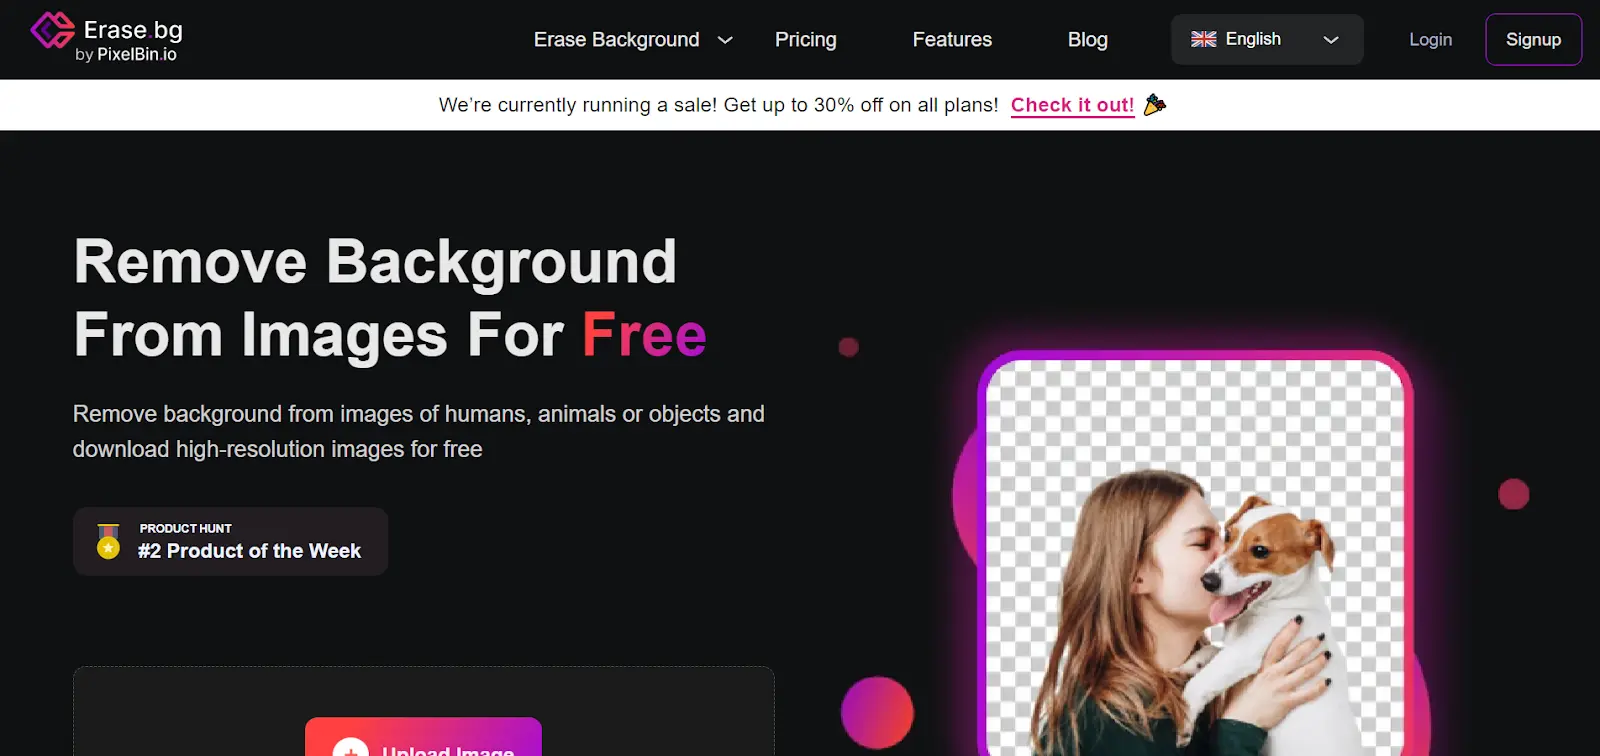 Erase.bg
by PixelBin.io
Erase Background
Pricing
Features
Blog
English
Login
Signup
We’re currently running a sale! Get up to 30% off on all plans! Check it out!
Remove Background
From Images For Free
Remove background from images of humans, animals or objects and
download high-resolution images for free
PRODUCT HUNT
#2 Product of the Week
Upload Image